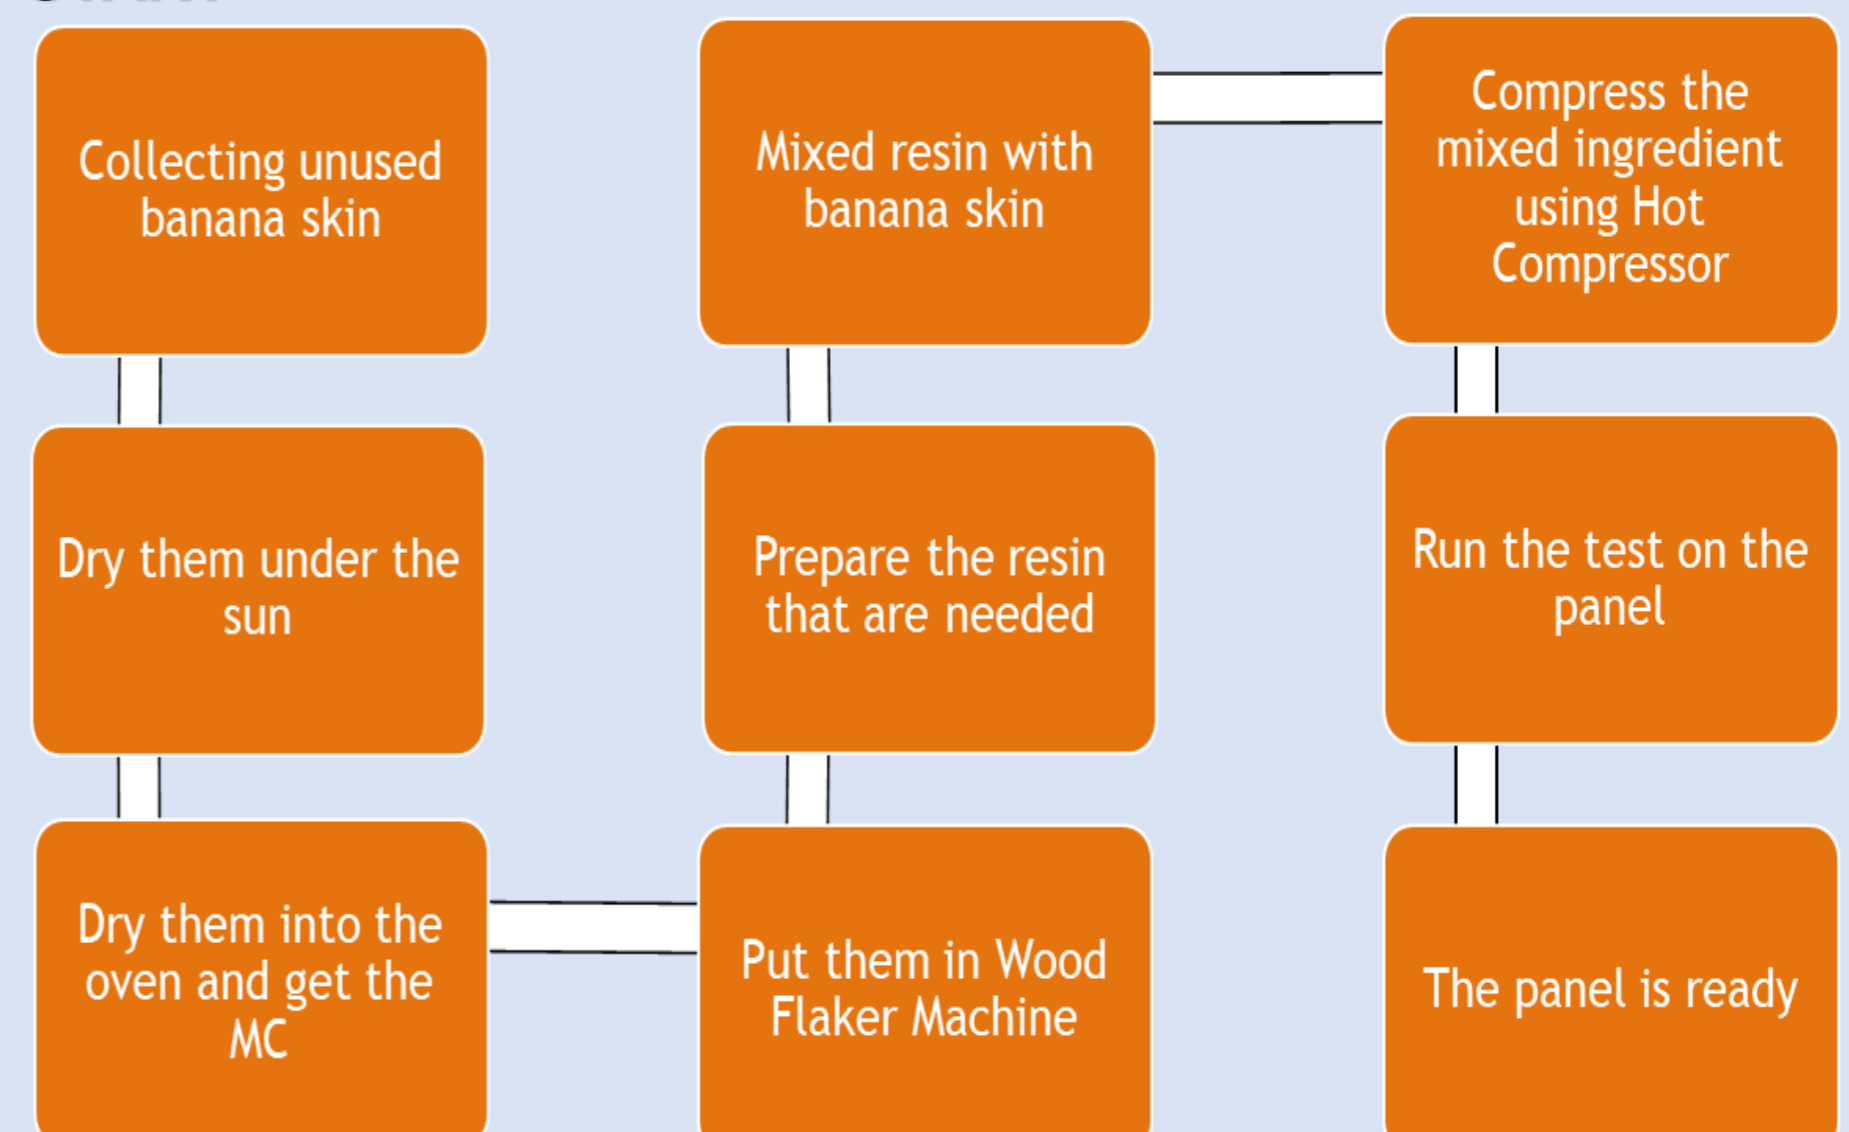 Collecting unused
banana skin
Dry them under the
sun
Dry them into the
oven and get the
MC
Put them in Wood
Flaker Machine
Prepare the resin
that are needed
Mixed resin with
banana skin
Compress the
mixed ingredient
using Hot
Compressor
Run the test on the
panel
The panel is ready